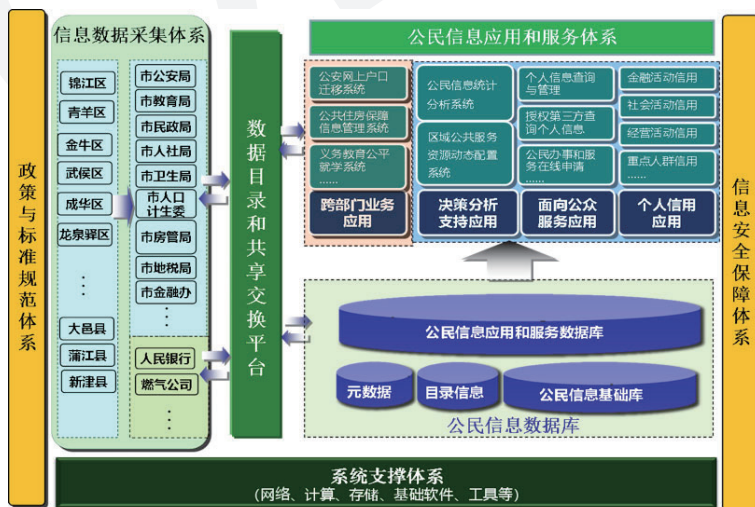 政策与标准规范体系
信息数据采集体系
锦江区
青羊区
金牛区
武侯区
成华区
龙泉驿区
⋮
大邑县
蒲江县
新津县
市公安局
市教育局
市民政局
市人社局
市卫生局
市人口
计生委
市房管局
市地税局
市金融办
⋮
人民银行
燃气公司
⋮
数据目录和共享交换平台
公民信息应用和服务体系
公安网上户口
迁移系统
公共住房保障
信息管理系统
义务教育公平
就学系统
……
跨部门业务
应用
公民信息统计
分析系统
区域公共服务
资源动态配置
系统
决策分析
支持应用
个人信息查询
与管理
授权第三方查
询个人信息
公民办事和服
务在线申请
……
面向公众
服务应用
金融活动信用
社会活动信用
经营活动信用
重点人群信用
……
个人信用
应用
公民信息应用和服务数据库
元数据
目录信息
公民信息基础库
公民信息数据库
信息安全保障体系
系统支撑体系
(网络、计算、存储、基础软件、工具等)